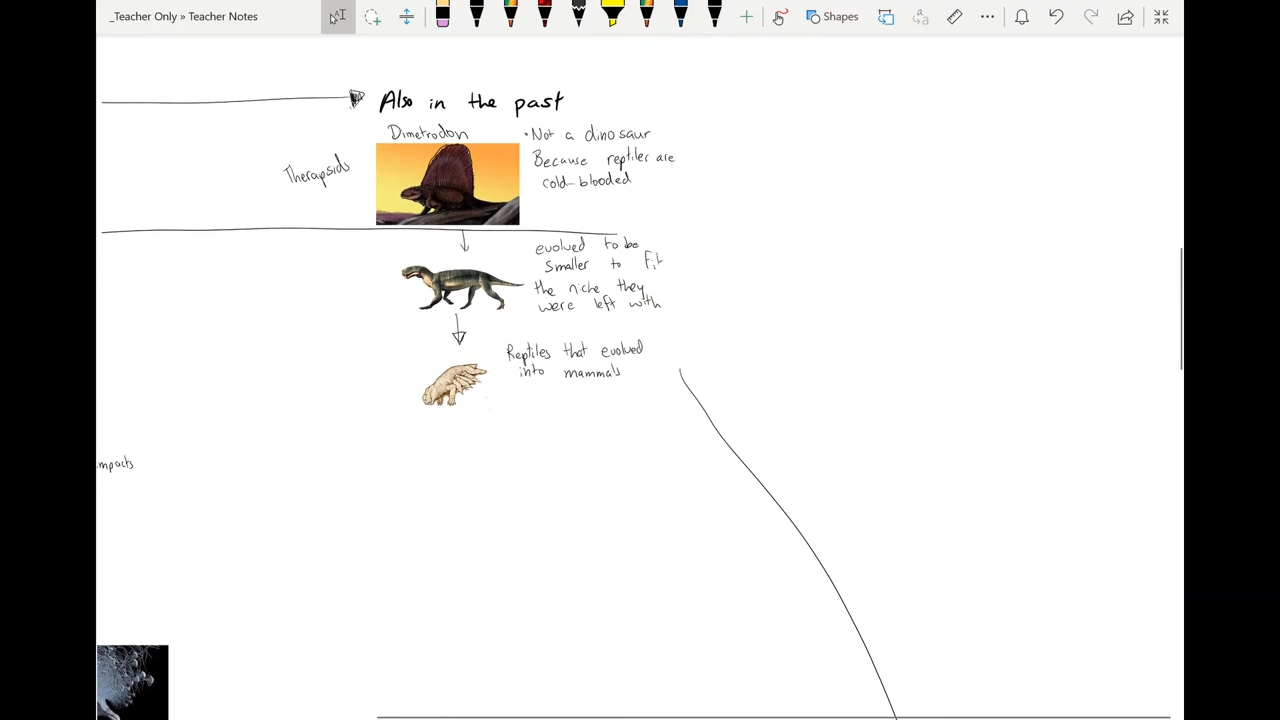 _Teacher Only » Teacher Notes
Shapes
Also in the past
Dimetrodon
Therapsids
• Not a dinosaur
Because reptiles are
cold-blooded
evolved to be
smaller to fit
the niche they
were left with
Reptiles that evolved
into mammals
impacts